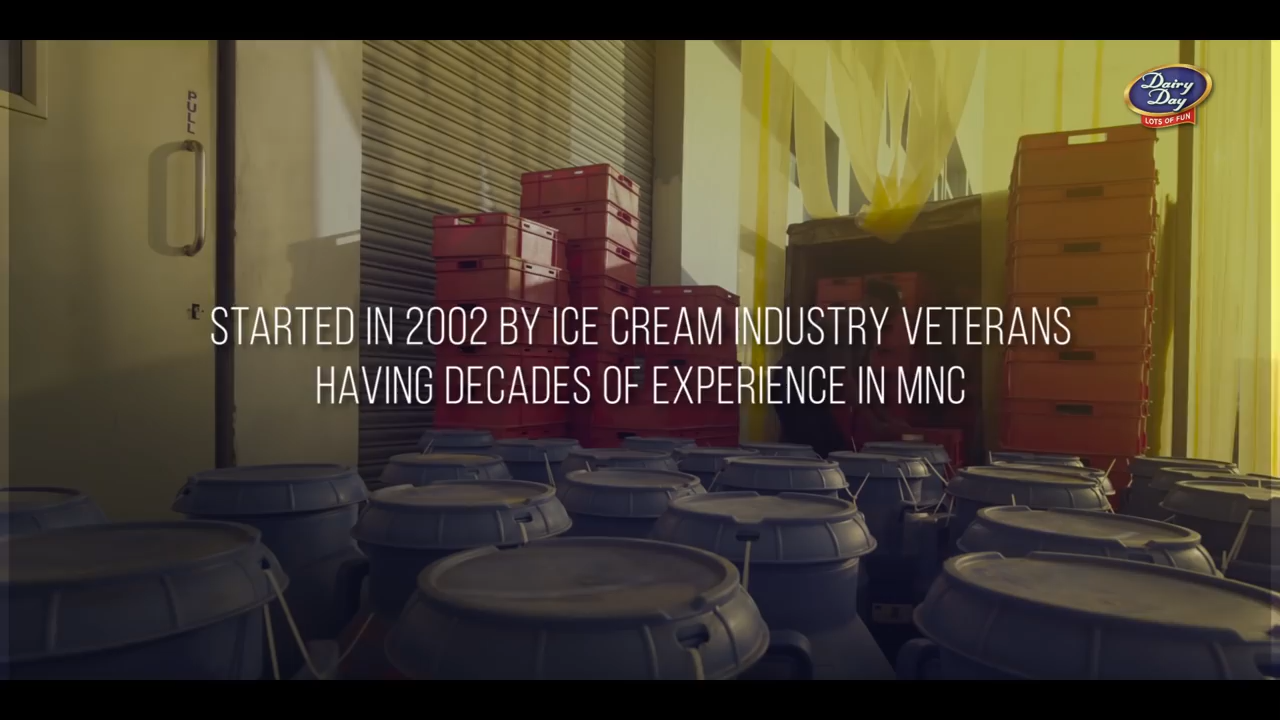 PULL
Dairy
Day
LOTS OF FUN
STARTED IN 2002 BY ICE CREAM INDUSTRY VETERANS
HAVING DECADES OF EXPERIENCE IN MNC